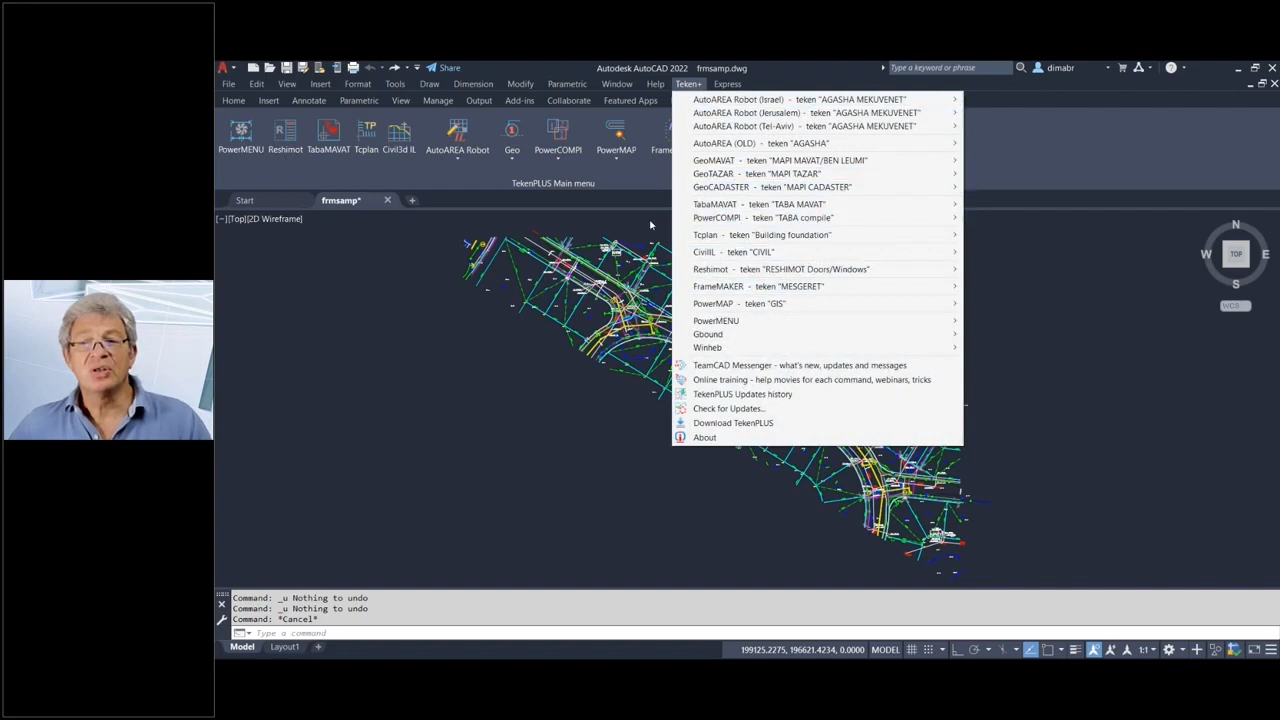 Share
Autodesk AutoCAD 2022 frmsamp.dwg
Type a keyword or phrase
dimabr
File Edit View Insert Format Tools Draw Dimension Modify Parametric Window Help Teken+ Express
Home Insert Annotate Parametric View Manage Output Add-ins Collaborate Featured Apps
PowerMENU Reshimot TabaMAVAT Tcplan Civil3d IL AutoAREA Robot Geo PowerCOMPI PowerMAP Frame
TekenPLUS Main menu
Start frmsamp*
[−][Top][2D Wireframe]
AutoAREA Robot (Israel) - teken "AGASHA MEKUVENET"
AutoAREA Robot (Jerusalem) - teken "AGASHA MEKUVENET"
AutoAREA Robot (Tel-Aviv) - teken "AGASHA MEKUVENET"
AutoAREA (OLD) - teken "AGASHA"
GeoMAVAT - teken "MAPI MAVAT/BEN LEUMI"
GeoTAZAR - teken "MAPI TAZAR"
GeoCADASTER - teken "MAPI CADASTER"
TabaMAVAT - teken "TABA MAVAT"
PowerCOMPI - teken "TABA compile"
Tcplan - teken "Building foundation"
CivilIL - teken "CIVIL"
Reshimot - teken "RESHIMOT Doors/Windows"
FrameMAKER - teken "MESGERET"
PowerMAP - teken "GIS"
PowerMENU
Gbound
Winheb
TeamCAD Messenger - what's new, updates and messages
Online training - help movies for each command, webinars, tricks
TekenPLUS Updates history
Check for Updates...
Download TekenPLUS
About
N
W TOP E
S
WCS
Command: _u Nothing to undo
Command: _u Nothing to undo
Command: *Cancel*
Type a command
Model Layout1 +
199125.2275, 196621.4234, 0.0000 MODEL 1:1